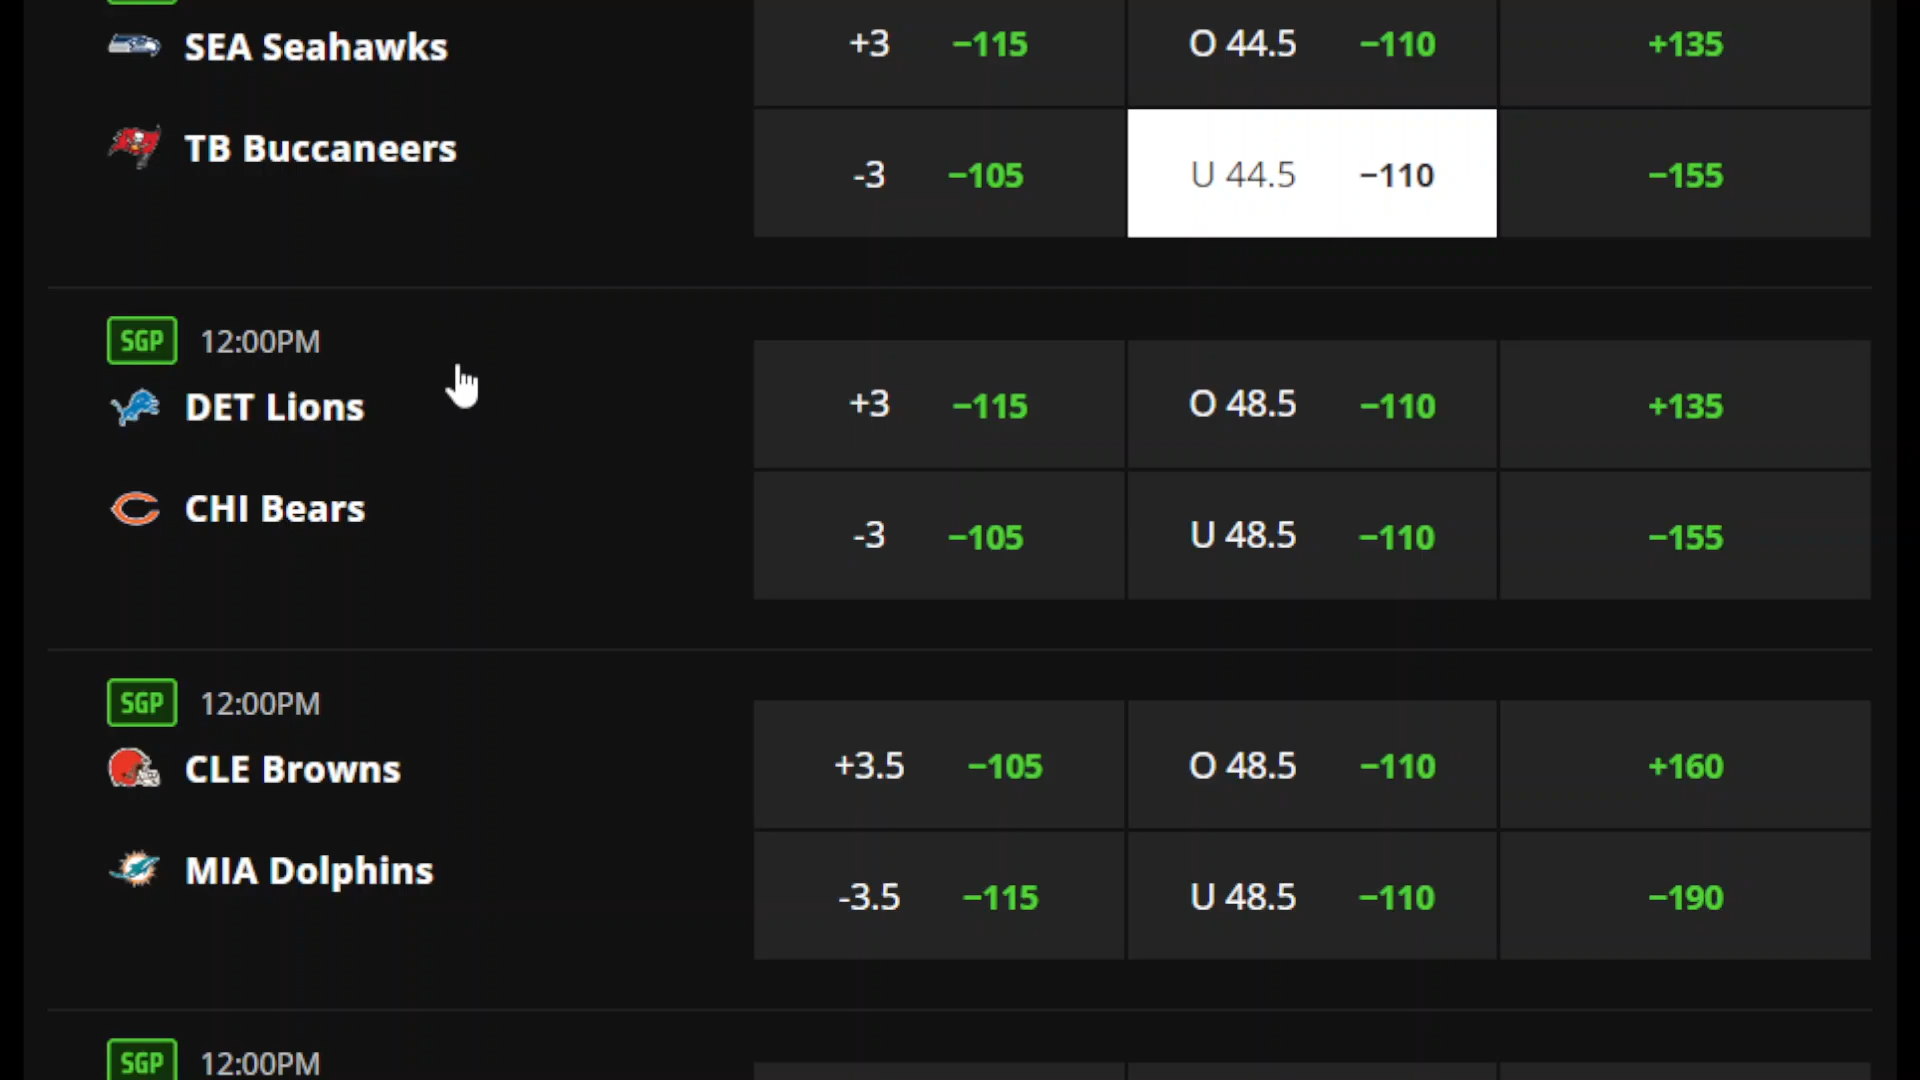 SEA Seahawks +3 −115 O 44.5 −110 +135
TB Buccaneers -3 −105 U 44.5 −110 −155
SGP 12:00PM
DET Lions +3 −115 O 48.5 −110 +135
CHI Bears -3 −105 U 48.5 −110 −155
SGP 12:00PM
CLE Browns +3.5 −105 O 48.5 −110 +160
MIA Dolphins -3.5 −115 U 48.5 −110 −190
SGP 12:00PM